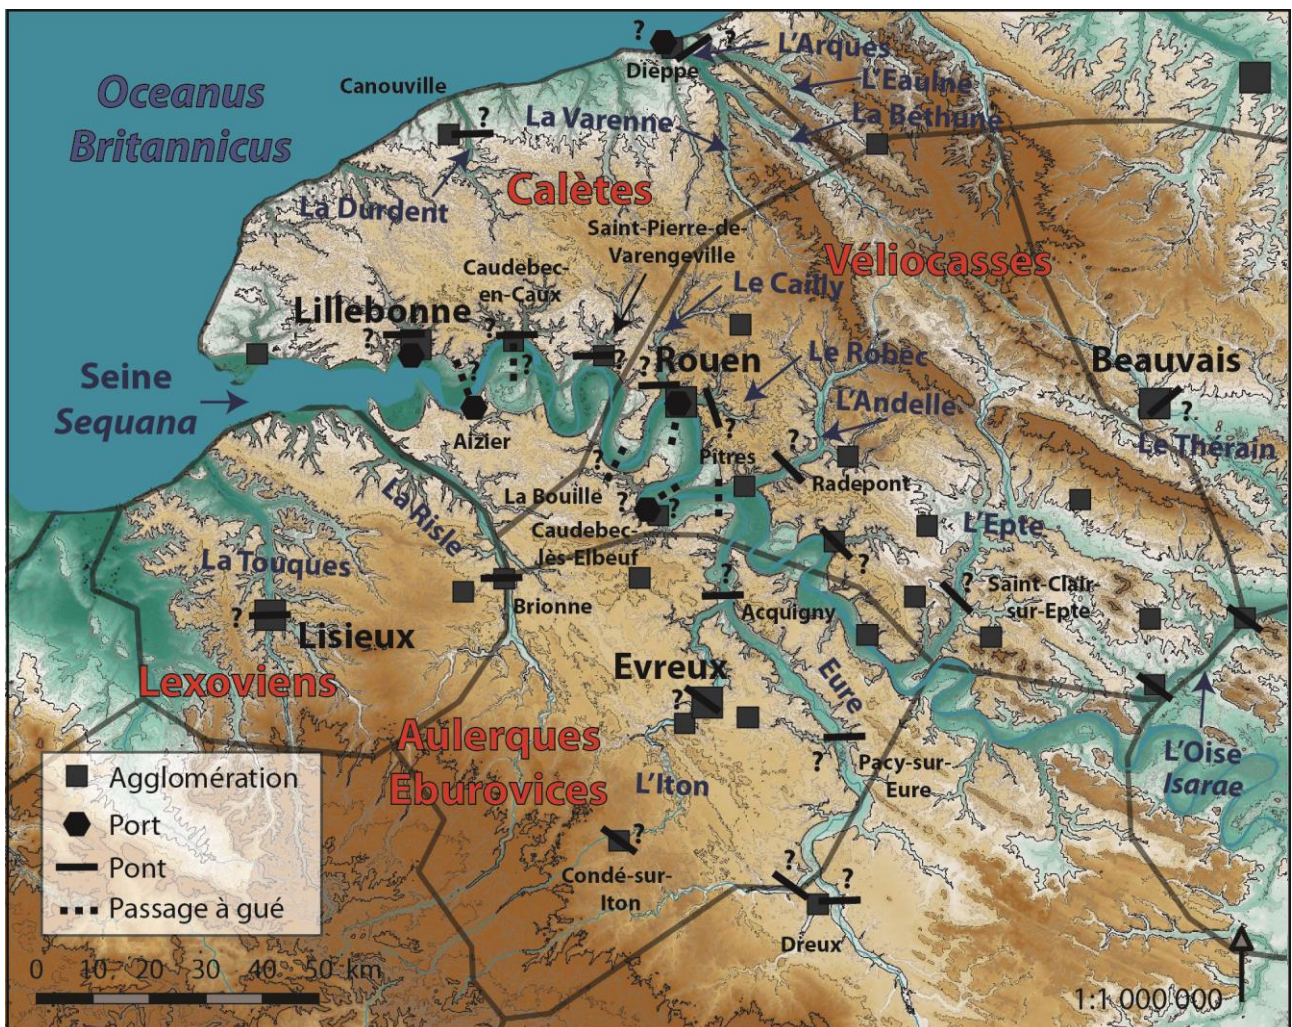 ?
?
L'Arques
Dieppe
Oceanus
Britannicus
Canouville
L'Eaulne
?
La Varenne
La Béthune
Calètes
La Durdent
Saint-Pierre-de-
Varengeville
Véliocasses
Caudebec-
en-Caux
Le Cailly
Lillebonne
?
?
?
?
?
Rouen
Le Robec
Beauvais
Seine
Sequana
?
L'Andelle
?
?
Aizier
Pitres
?
Le Thérain
?
Radepont
La Bouille
La Risle
?
?
Caudebec-
lès-Elbeuf
L'Epte
La Touques
?
?
?
Saint-Clair-
sur-Epte
Brionne
Acquigny
?
Lisieux
Evreux
Lexoviens
Eure
?
Aulerques
Eburovices
L'Iton
?
Pacy-sur-
Eure
L'Oise
Isarae
Agglomération
Port
Pont
Passage à gué
?
Condé-sur-
Iton
?
?
Dreux
0 10 20 30 40 50 km
1:1 000 000